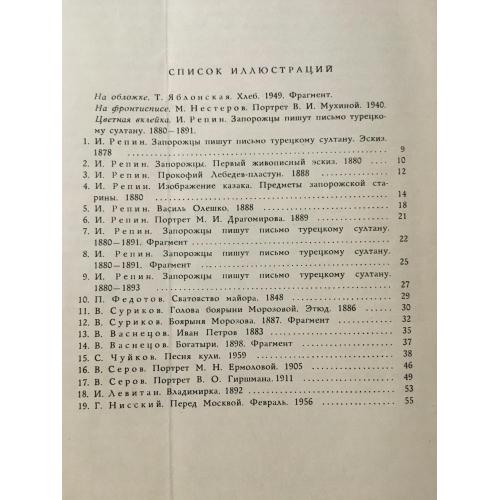 СПИСОК ИЛЛЮСТРАЦИЙ
На обложке. Т. Яблонская. Хлеб. 1949. Фрагмент.
На фронтисписе. М. Нестеров. Портрет В. И. Мухиной. 1940.
Цветная вклейка. И. Репин. Запорожцы пишут письмо турецко-
му султану. 1880—1891.
1. И. Репин. Запорожцы пишут письмо турецкому султану. Эскиз.
1878 9
2. И. Репин. Запорожцы. Первый живописный эскиз. 1880 10
3. И. Репин. Прокофий Лебедев-пластун. 1888 12
4. И. Репин. Изображение казака. Предметы запорожской ста-
рины. 1880 14
5. И. Репин. Василь Олешко. 1888 18
6. И. Репин. Портрет М. И. Драгомирова. 1889 21
7. И. Репин. Запорожцы пишут письмо турецкому султану.
1880—1891. Фрагмент 22
8. И. Репин. Запорожцы пишут письмо турецкому султану.
1880—1891. Фрагмент 25
9. И. Репин. Запорожцы пишут письмо турецкому султану.
1880—1893 27
10. П. Федотов. Сватовство майора. 1848 29
11. В. Суриков. Голова боярыни Морозовой. Этюд. 1886 30
12. В. Суриков. Боярыня Морозова. 1887. Фрагмент 32
13. В. Васнецов. Иван Петров 1883 35
14. В. Васнецов. Богатыри. 1898. Фрагмент 37
15. С. Чуйков. Песня кули. 1959 38
16. В. Серов. Портрет М. Н. Ермоловой. 1905 46
17. В. Серов. Портрет В. О. Гиршмана. 1911 49
18. И. Левитан. Владимирка. 1892 53
19. Г. Нисский. Перед Москвой. Февраль. 1956 55